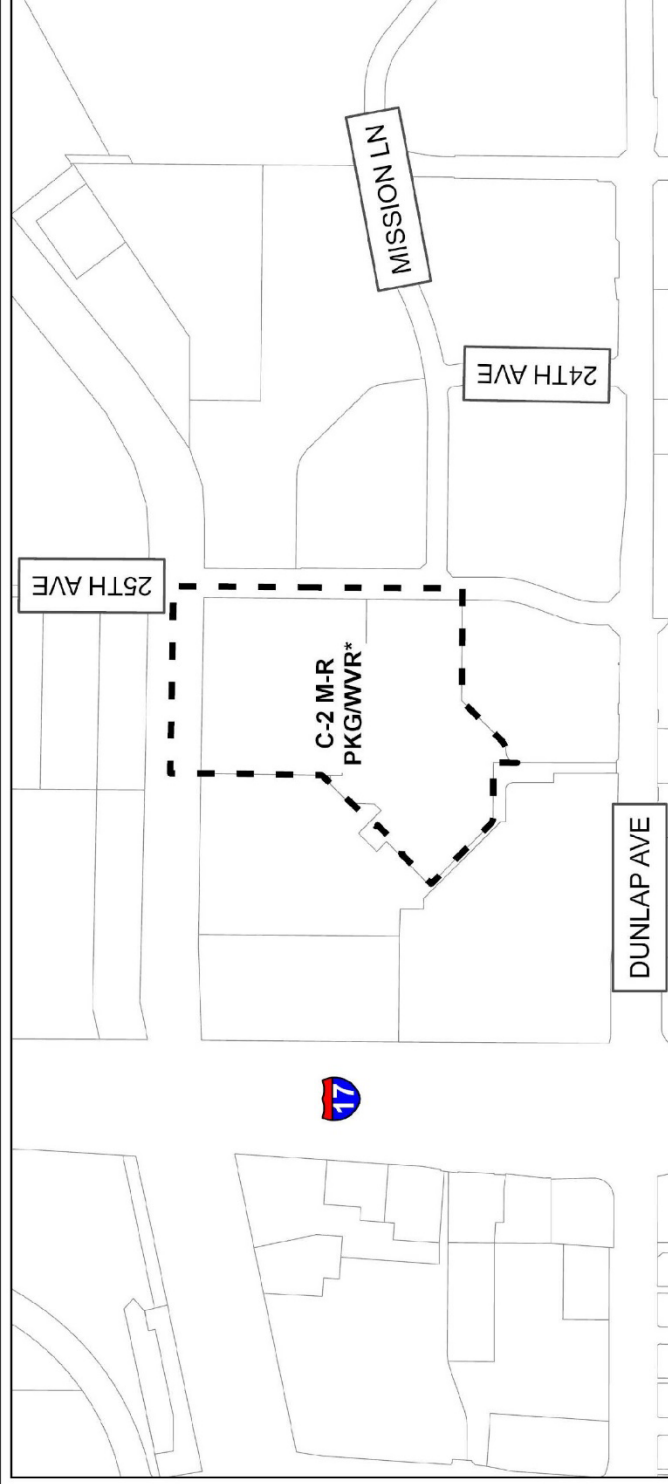 25TH AVE
MISSION LN
24TH AVE
C-2 M-R
PKG/WVR*
DUNLAP AVE
17